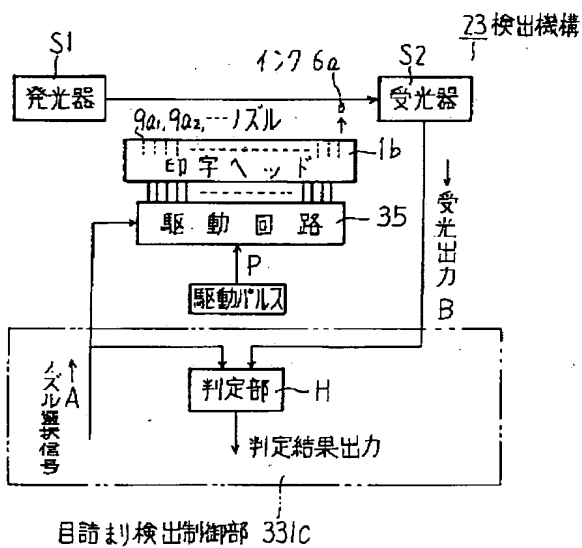 23 検出機構
S1
インク 6a
S2
発光器
受光器
9a1, 9a2, ---ノズル
1b
印字ヘッド
駆動回路
35
受光出力
B
P
駆動パルス
A
ノズル選択信号
判定部
H
判定結果出力
目詰まり検出制御部 331c